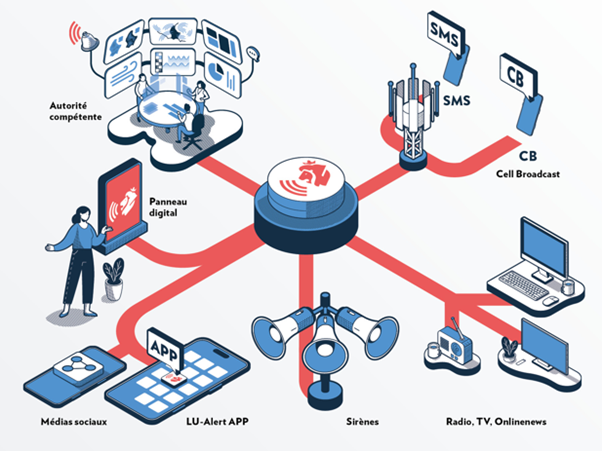 SMS
CB
Autorité
compétente
SMS
CB
Cell Broadcast
Panneau
digital
APP
Médias sociaux
LU-Alert APP
Sirènes
Radio, TV, Onlinenews